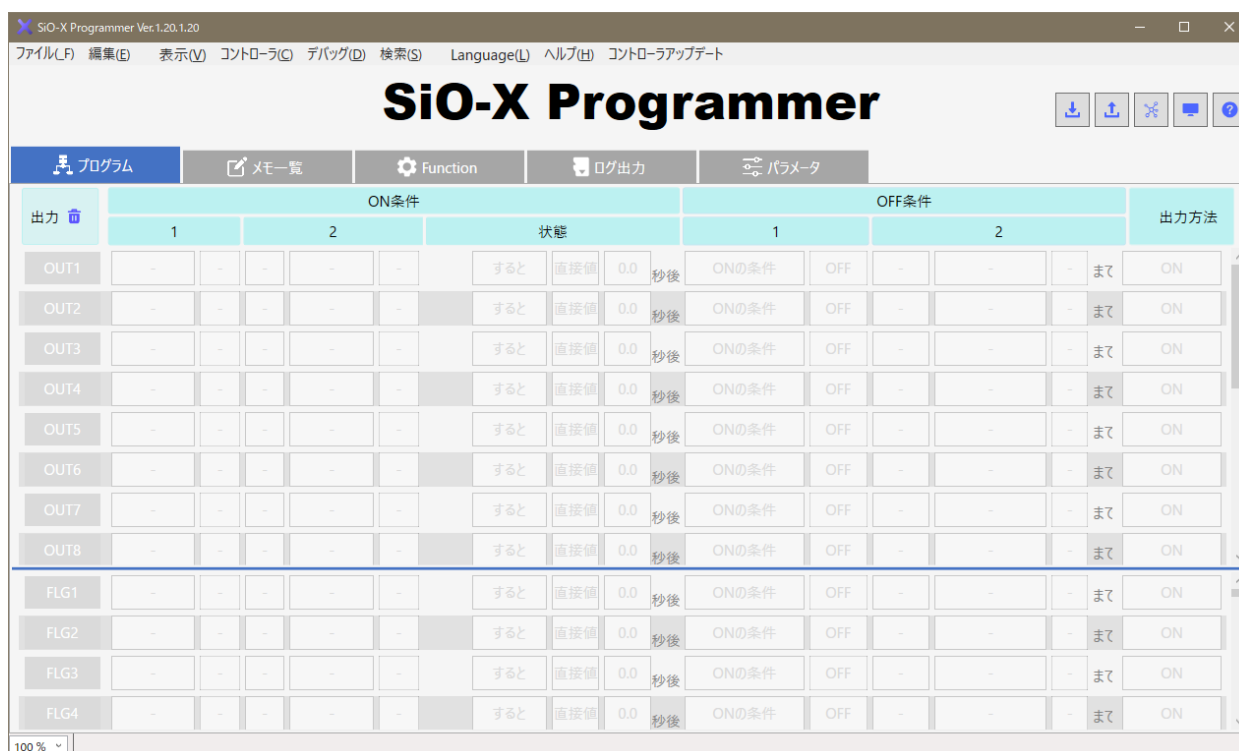 SiO-X Programmer Ver.1.20.1.20
ファイル(_F) 編集(E) 表示(V) コントローラ(C) デバッグ(D) 検索(S) Language(L) ヘルプ(H) コントローラアップデート
SiO-X Programmer
プログラム メモ一覧 Function ログ出力 パラメータ
出力 ON条件 OFF条件 出力方法
1 2 状態 1 2
OUT1 - - - - - すると 直接値 0.0 秒後 ONの条件 OFF - - - まで ON
OUT2 - - - - - すると 直接値 0.0 秒後 ONの条件 OFF - - - まで ON
OUT3 - - - - - すると 直接値 0.0 秒後 ONの条件 OFF - - - まで ON
OUT4 - - - - - すると 直接値 0.0 秒後 ONの条件 OFF - - - まで ON
OUT5 - - - - - すると 直接値 0.0 秒後 ONの条件 OFF - - - まで ON
OUT6 - - - - - すると 直接値 0.0 秒後 ONの条件 OFF - - - まで ON
OUT7 - - - - - すると 直接値 0.0 秒後 ONの条件 OFF - - - まで ON
OUT8 - - - - - すると 直接値 0.0 秒後 ONの条件 OFF - - - まで ON
FLG1 - - - - - すると 直接値 0.0 秒後 ONの条件 OFF - - - まで ON
FLG2 - - - - - すると 直接値 0.0 秒後 ONの条件 OFF - - - まで ON
FLG3 - - - - - すると 直接値 0.0 秒後 ONの条件 OFF - - - まで ON
FLG4 - - - - - すると 直接値 0.0 秒後 ONの条件 OFF - - - まで ON
100 %